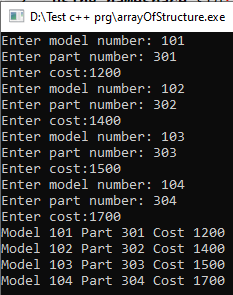 D:\Test c++ prg\arrayOfStructure.exe
Enter model number: 101
Enter part number: 301
Enter cost:1200
Enter model number: 102
Enter part number: 302
Enter cost:1400
Enter model number: 103
Enter part number: 303
Enter cost:1500
Enter model number: 104
Enter part number: 304
Enter cost:1700
Model 101 Part 301 Cost 1200
Model 102 Part 302 Cost 1400
Model 103 Part 303 Cost 1500
Model 104 Part 304 Cost 1700